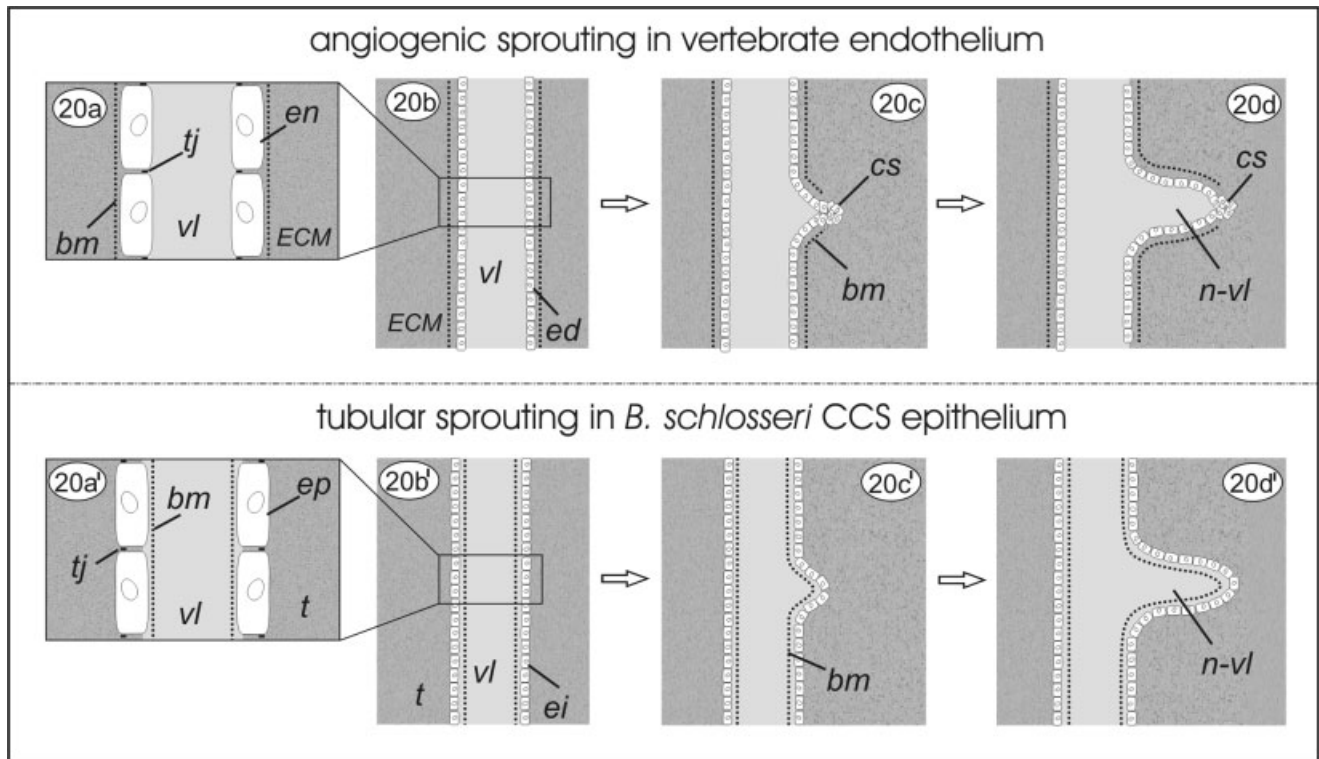 angiogenic sprouting in vertebrate endothelium
20a
en
tj
vl
bm
ECM
20b
vl
ECM
ed
20c
cs
bm
20d
cs
n-vl
tubular sprouting in B. schlosseri CCS epithelium
20a'
bm
ep
tj
vl
t
20b'
vl
t
ei
20c'
bm
20d'
n-vl